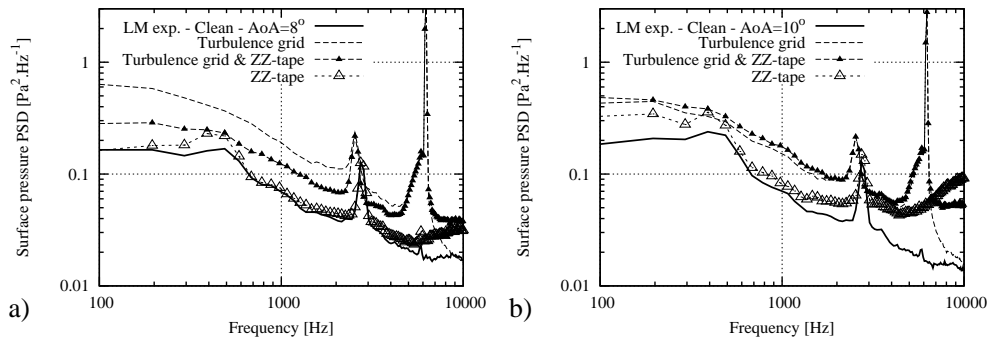 LM exp. - Clean - AoA=8°
Turbulence grid
Turbulence grid & ZZ-tape
ZZ-tape
Surface pressure PSD [Pa².Hz⁻¹]
1
0.1
0.01
100
1000
10000
Frequency [Hz]
a)
LM exp. - Clean - AoA=10°
Turbulence grid
Turbulence grid & ZZ-tape
ZZ-tape
Surface pressure PSD [Pa².Hz⁻¹]
1
0.1
0.01
100
1000
10000
Frequency [Hz]
b)